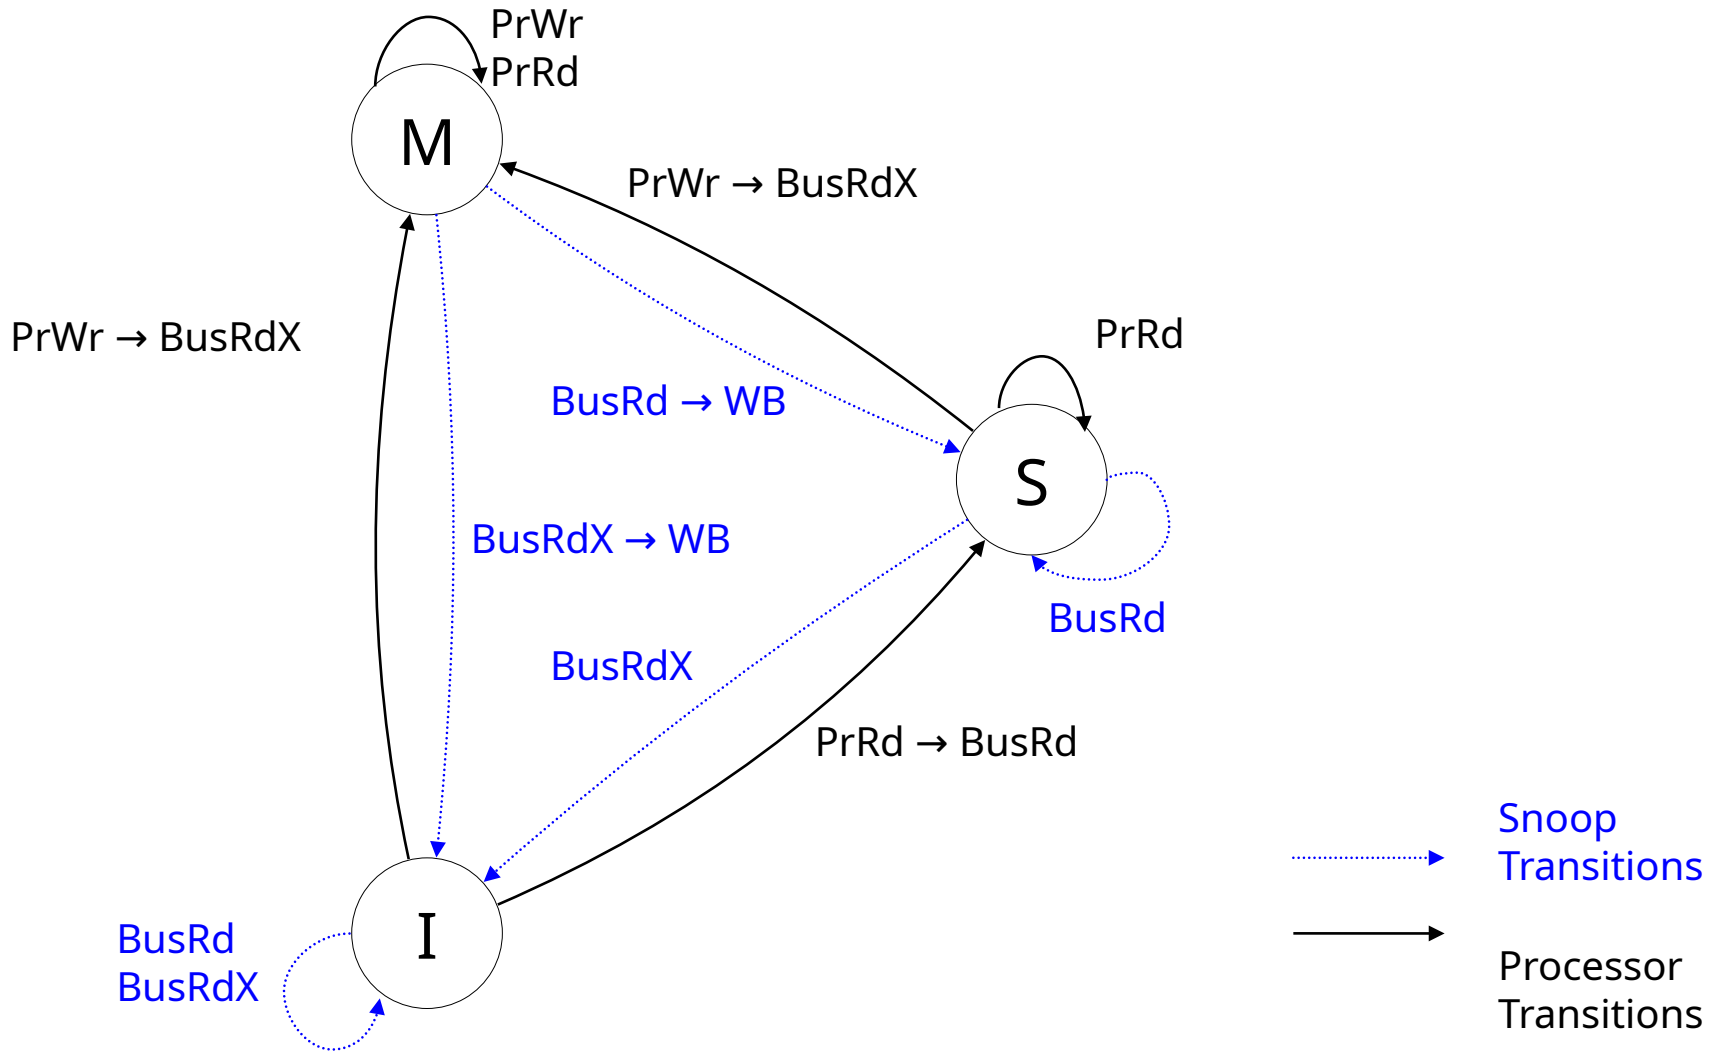 PrWr
PrRd
M
PrWr → BusRdX
PrWr → BusRdX
PrRd
BusRd → WB
S
BusRdX → WB
BusRd
BusRdX
PrRd → BusRd
Snoop
Transitions
I
BusRd
BusRdX
Processor
Transitions